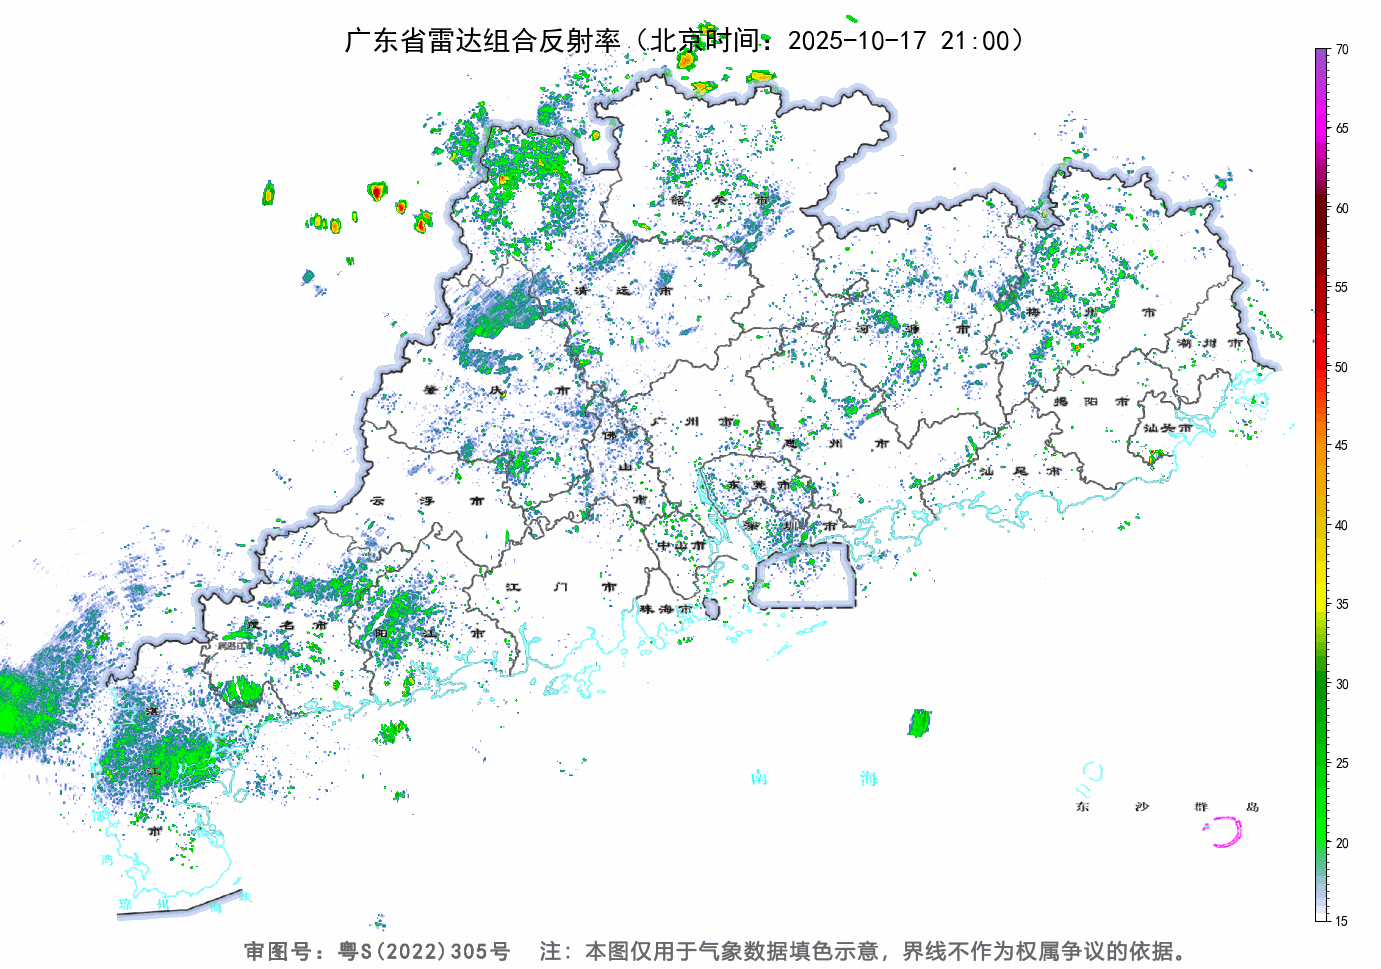 广东省雷达组合反射率（北京时间：2025-10-17 21:00）
70
65
60
55
50
45
40
35
30
25
20
15
韶 关 市
清 远 市
河 源 市
梅 州 市
潮 州 市
肇 庆 市
揭 阳 市
广 州 市
汕头市
佛 山 市
惠 州 市
汕 尾 市
云 浮 市
东 莞 市
深 圳 市
中山市
江 门 市
珠海市
茂 名 市
阳 江 市
属湛江
湛 江 市
南 海
东 沙 群 岛
湾
琼 州 海 峡
审图号：粤S(2022)305号 注：本图仅用于气象数据填色示意，界线不作为权属争议的依据。